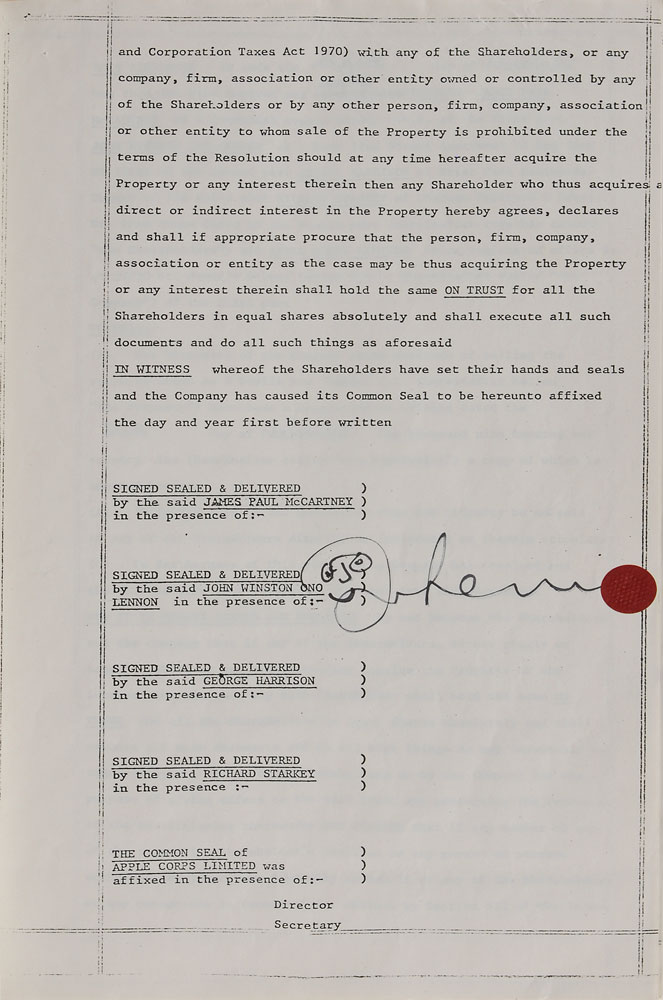 and Corporation Taxes Act 1970) with any of the Shareholders, or any
company, firm, association or other entity owned or controlled by any
of the Shareholders or by any other person, firm, company, association
or other entity to whom sale of the Property is prohibited under the
terms of the Resolution should at any time hereafter acquire the
Property or any interest therein then any Shareholder who thus acquires a
direct or indirect interest in the Property hereby agrees, declares
and shall if appropriate procure that the person, firm, company,
association or entity as the case may be thus acquiring the Property
or any interest therein shall hold the same ON TRUST for all the
Shareholders in equal shares absolutely and shall execute all such
documents and do all such things as aforesaid
IN WITNESS whereof the Shareholders have set their hands and seals
and the Company has caused its Common Seal to be hereunto affixed
the day and year first before written
SIGNED SEALED & DELIVERED )
by the said JAMES PAUL McCARTNEY )
in the presence of:- )
SIGNED SEALED & DELIVERED )
by the said JOHN WINSTON ONO )
LENNON in the presence of:- )
SIGNED SEALED & DELIVERED )
by the said GEORGE HARRISON )
in the presence of:- )
SIGNED SEALED & DELIVERED )
by the said RICHARD STARKEY )
in the presence :- )
THE COMMON SEAL of )
APPLE CORPS LIMITED was )
affixed in the presence of:- )
Director
Secretary